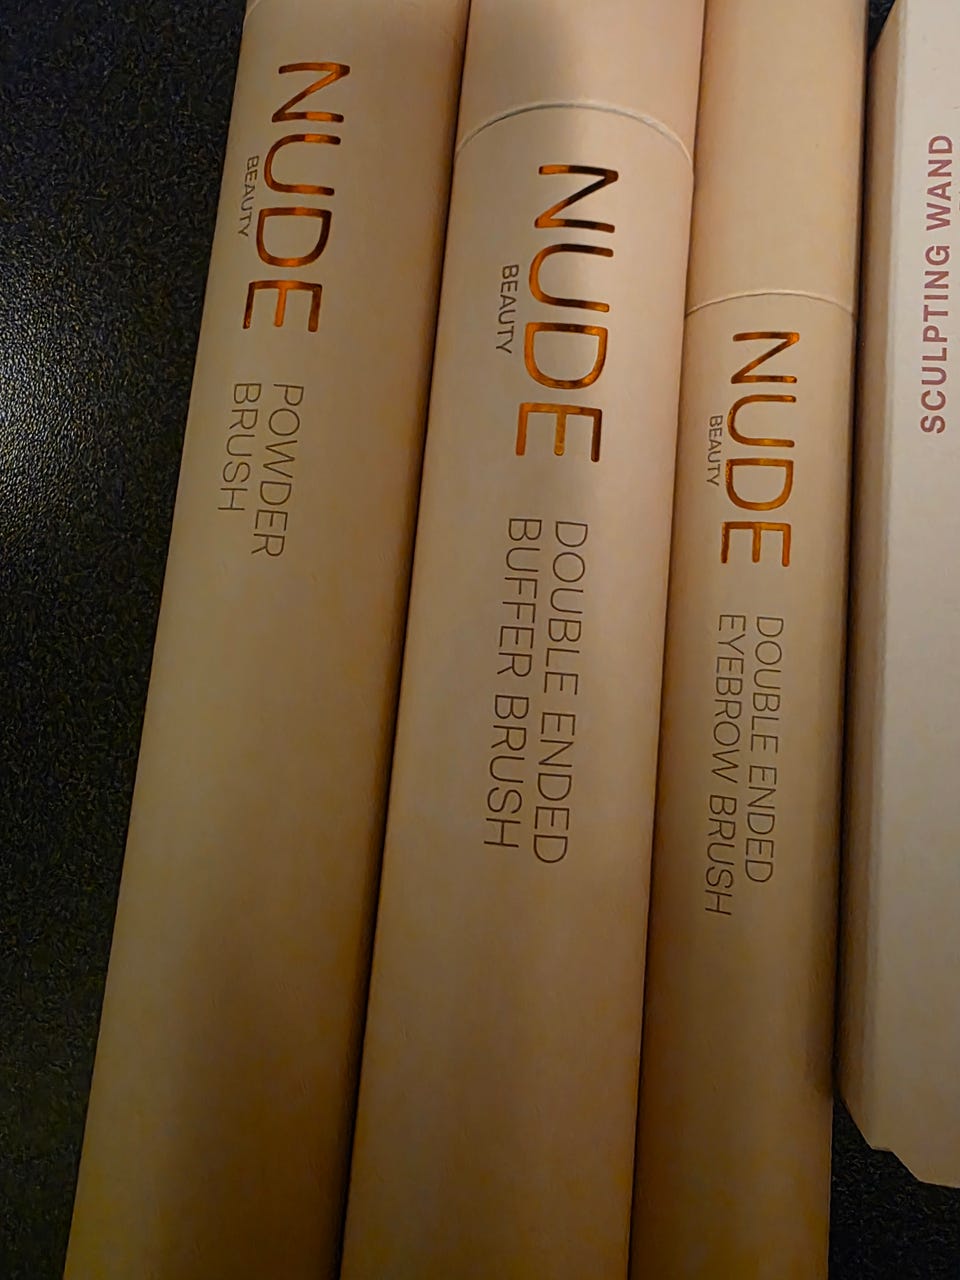 NUDE
BEAUTY
POWDER
BRUSH
NUDE
BEAUTY
DOUBLE ENDED
BUFFER BRUSH
NUDE
BEAUTY
DOUBLE ENDED
EYEBROW BRUSH
SCULPTING WAND